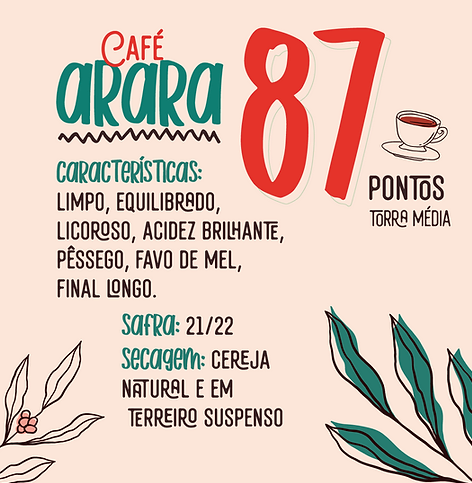 CAFÉ
ARARA
87
PONTOS
TORRA MÉDIA
CARACTERÍSTICAS:
LIMPO, EQUILIBRADO,
LICOROSO, ACIDEZ BRILHANTE,
PÊSSEGO, FAVO DE MEL,
FINAL LONGO.
SAFRA: 21/22
SECAGEM: CEREJA
NATURAL E EM
TERREIRO SUSPENSO